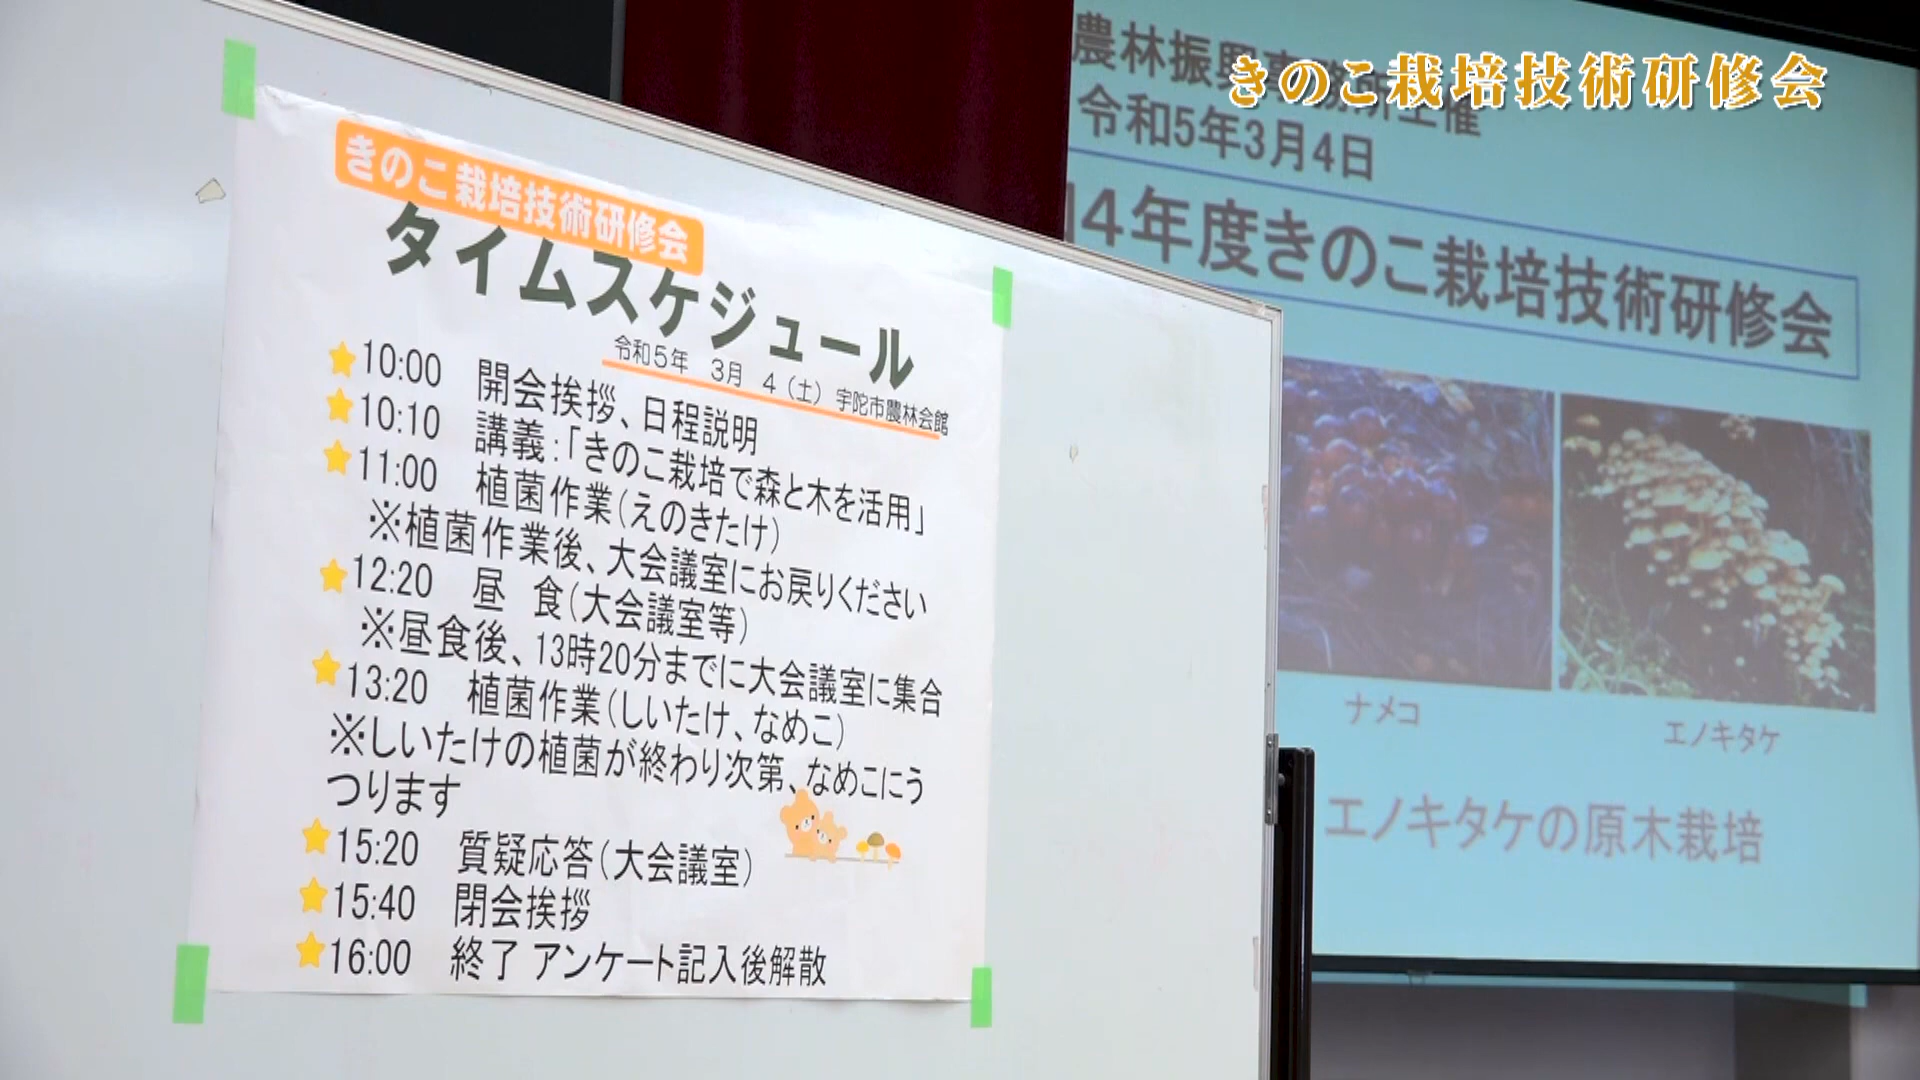 きのこ栽培技術研修会
タイムスケジュール
令和5年 3月 4(土) 宇陀市農林会館
10:00 開会挨拶、日程説明
10:10 講義:「きのこ栽培で森と木を活用」
11:00 植菌作業(えのきたけ)
※植菌作業後、大会議室にお戻りください
12:20 昼 食(大会議室等)
※昼食後、13時20分までに大会議室に集合
13:20 植菌作業(しいたけ、なめこ)
※しいたけの植菌が終わり次第、なめこにう
つります
15:20 質疑応答(大会議室)
15:40 閉会挨拶
16:00 終了 アンケート記入後解散
きのこ栽培技術研修会
農林振興事務所主催
令和5年3月4日
4年度きのこ栽培技術研修会
ナメコ
エノキタケ
エノキタケの原木栽培